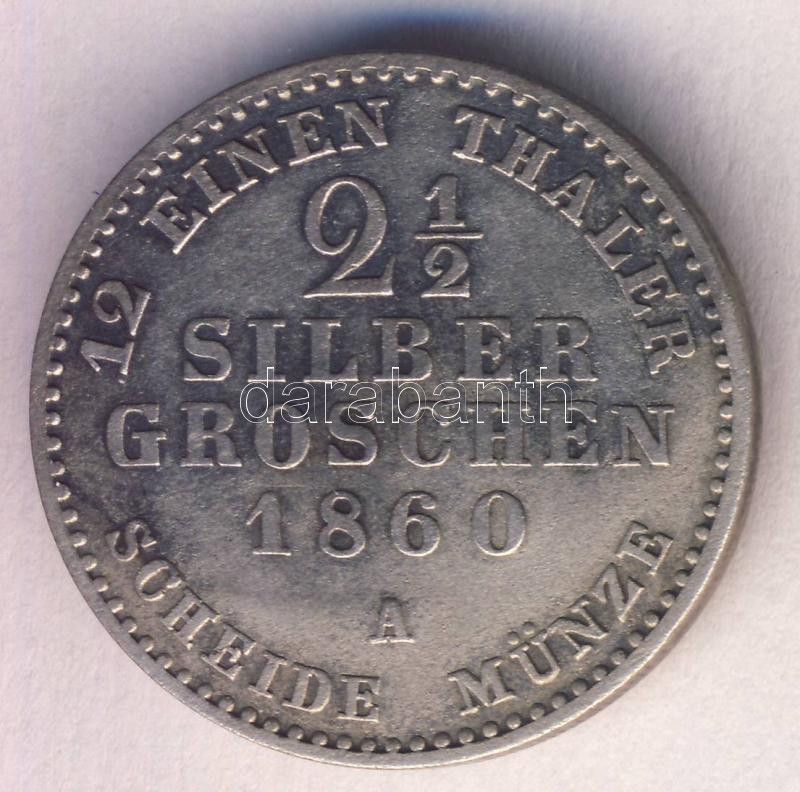 12 EINEN THALER
2 1/2
SILBER
GROSCHEN
1860
A
SCHEIDE MÜNZE
darabanth